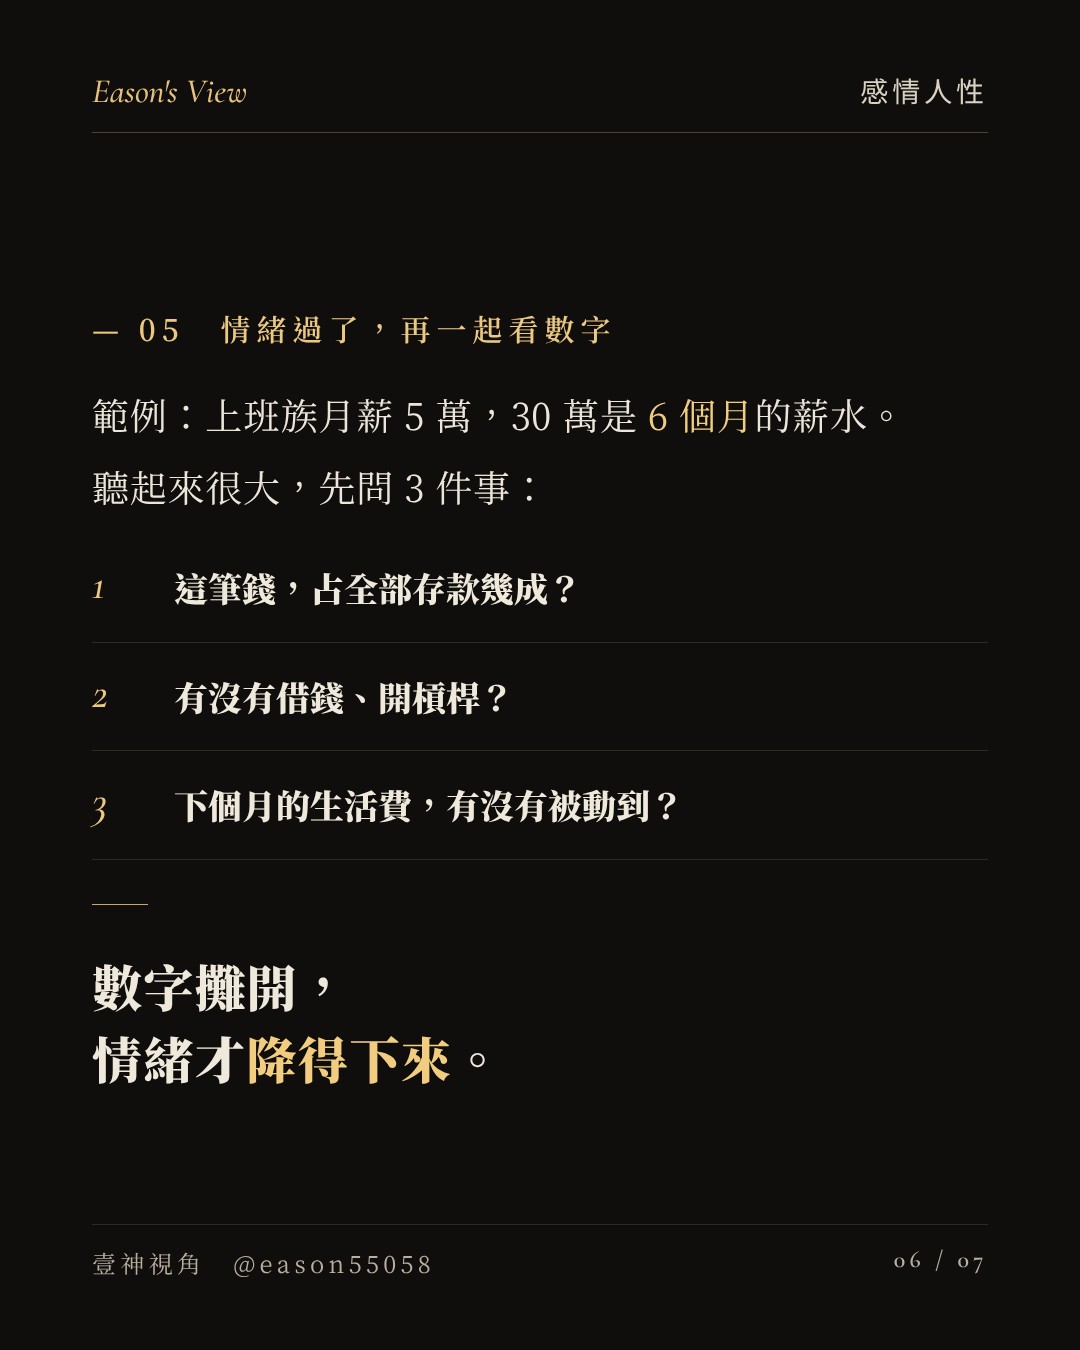 Eason's View
感情人性
— 05 情緒過了，再一起看數字
範例：上班族月薪 5 萬，30 萬是 6 個月的薪水。
聽起來很大，先問 3 件事：
1 這筆錢，占全部存款幾成？
2 有沒有借錢、開槓桿？
3 下個月的生活費，有沒有被動到？
數字攤開，
情緒才降得下來。
壹神視角 @eason55058
06 / 07